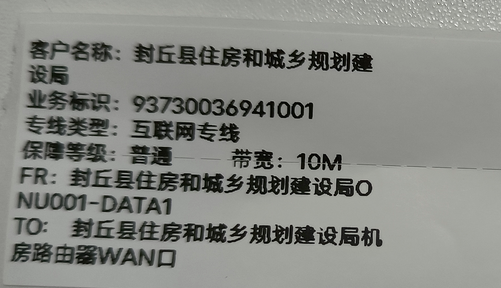 客户名称：封丘县住房和城乡规划建
设局
业务标识：93730036941001
专线类型：互联网专线
保障等级：普通 带宽：10M
FR：封丘县住房和城乡规划建设局O
NU001-DATA1
TO： 封丘县住房和城乡规划建设局机
房路由器WAN口